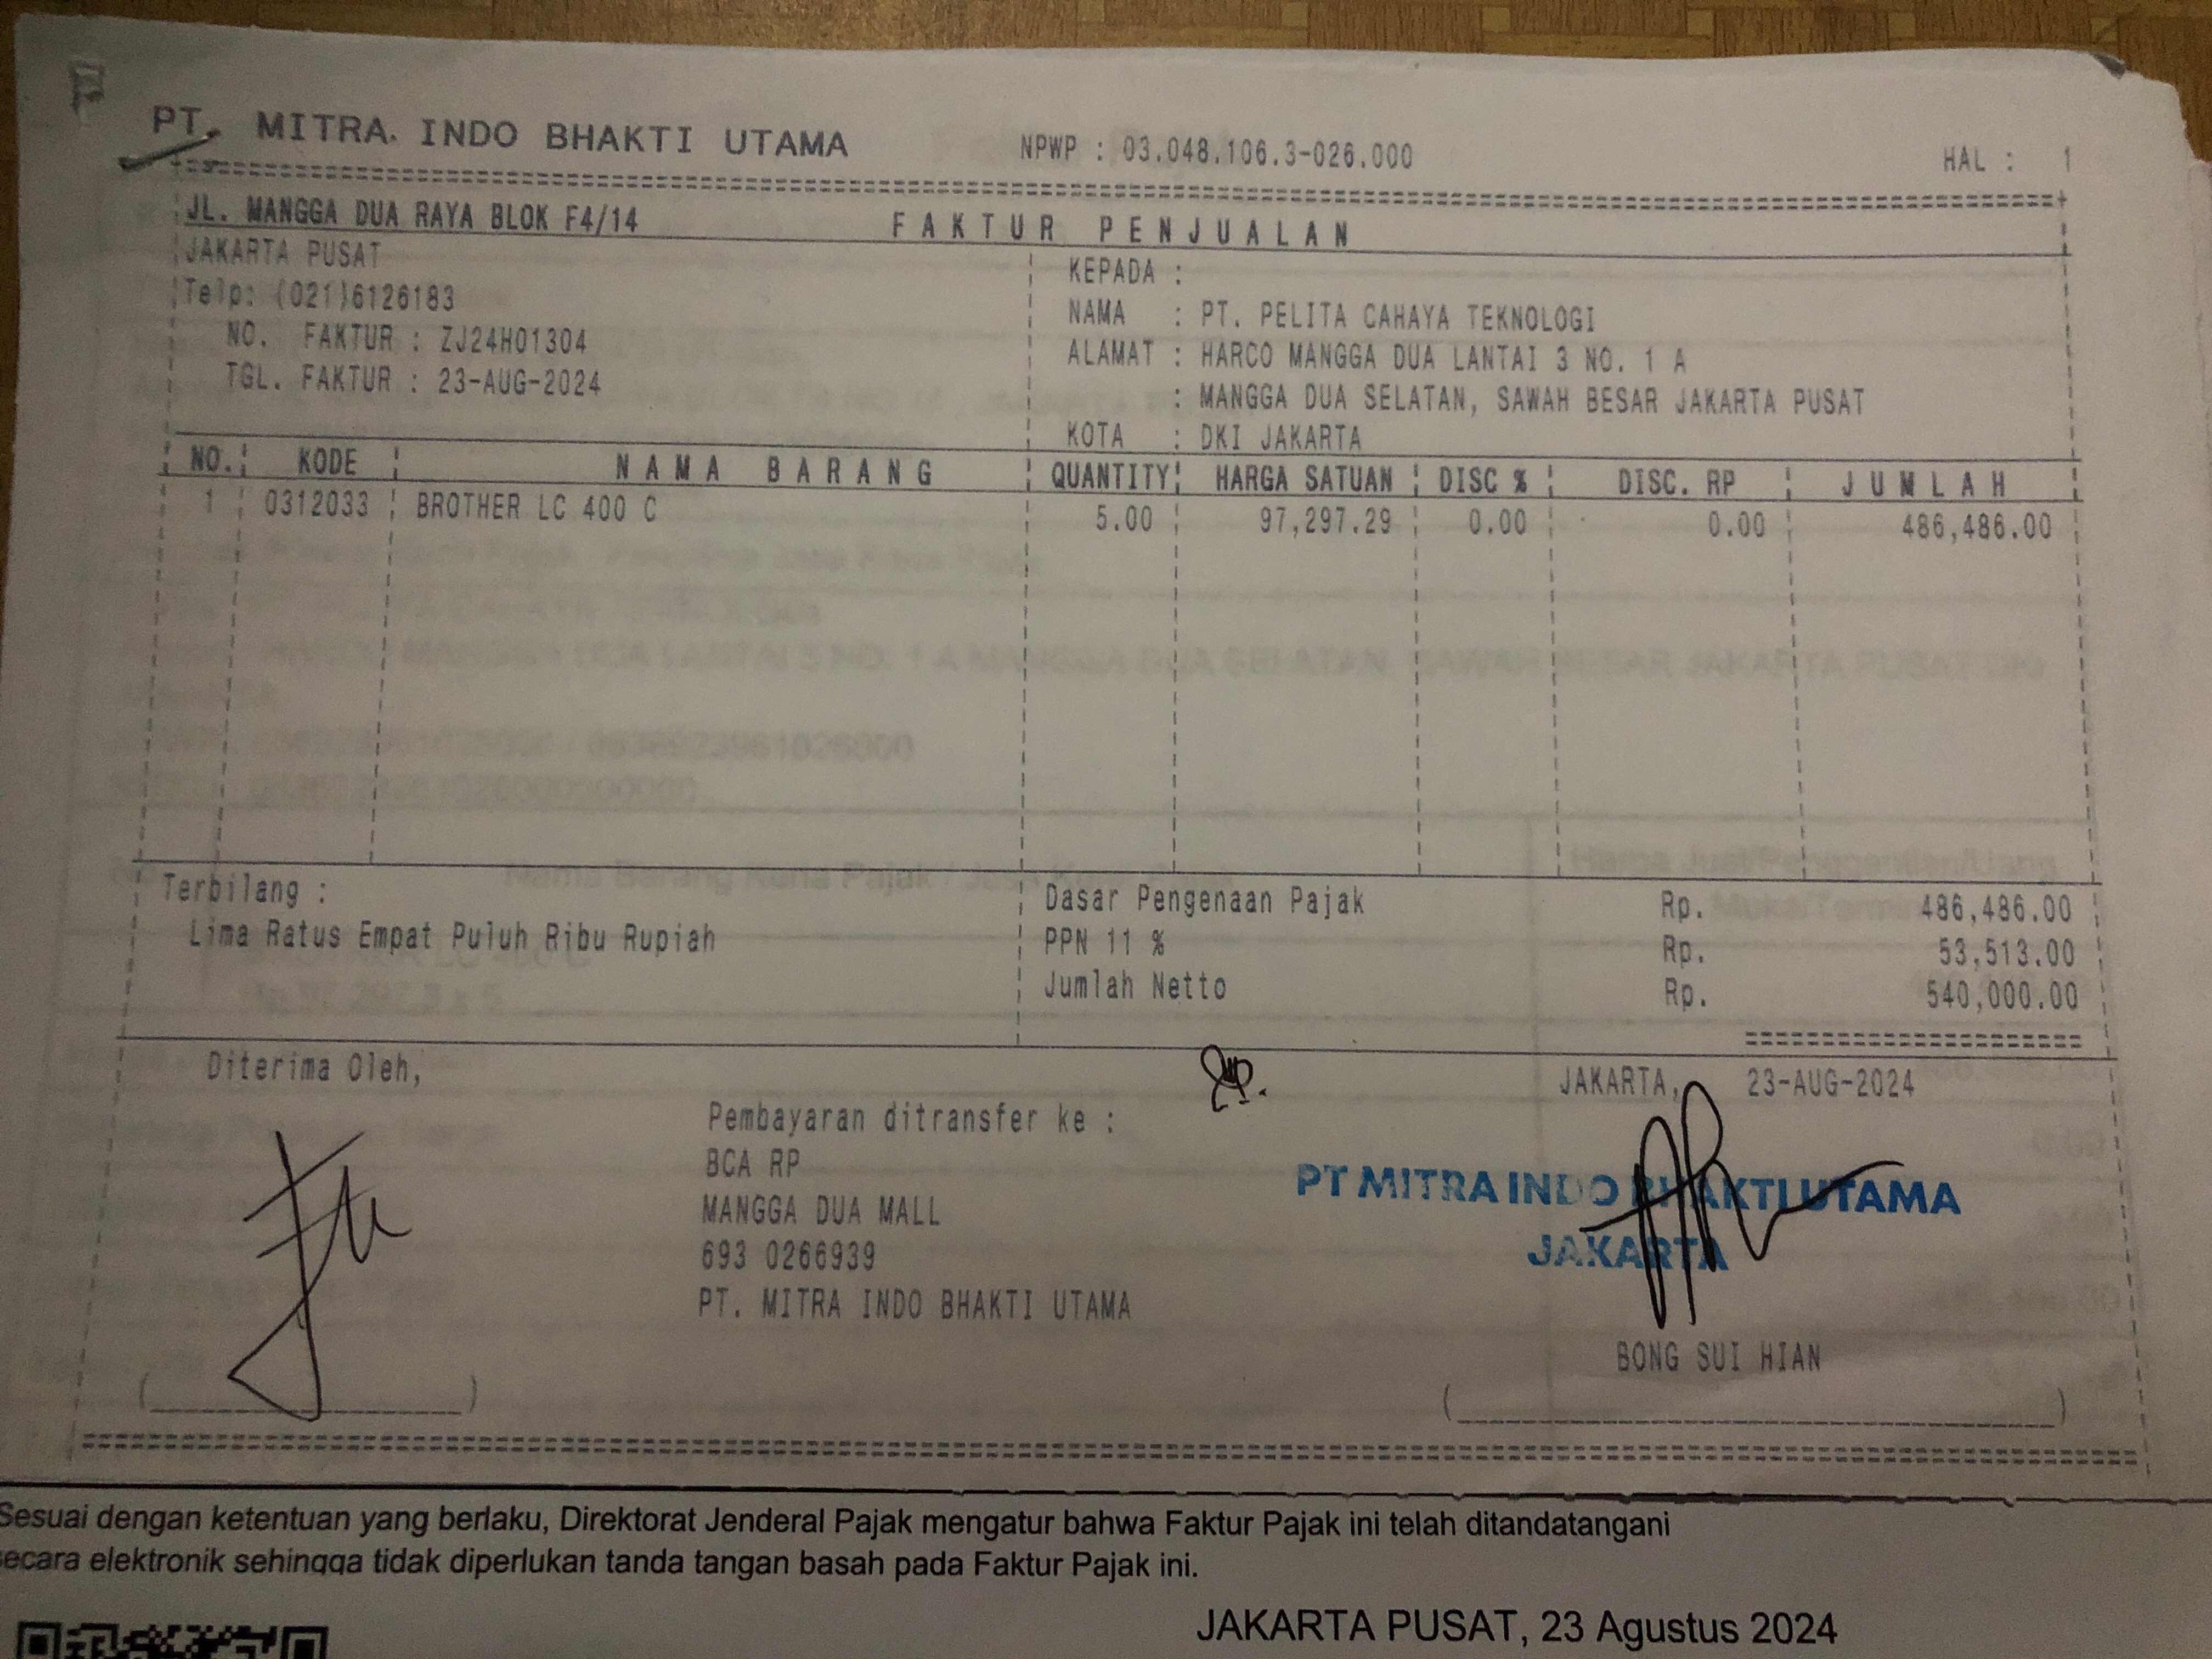 PT. MITRA INDO BHAKTI UTAMA NPWP : 03.048.106.3-026.000 HAL : 1
JL. MANGGA DUA RAYA BLOK F4/14 FAKTUR PENJUALAN
JAKARTA PUSAT
Telp: (021)6126183
NO. FAKTUR : ZJ24H01304
TGL. FAKTUR : 23-AUG-2024
KEPADA :
NAMA : PT. PELITA CAHAYA TEKNOLOGI
ALAMAT : HARCO MANGGA DUA LANTAI 3 NO. 1 A
: MANGGA DUA SELATAN, SAWAH BESAR JAKARTA PUSAT
KOTA : DKI JAKARTA
NO. KODE NAMA BARANG QUANTITY HARGA SATUAN DISC % DISC. RP JUMLAH
1 0312033 BROTHER LC 400 C 5.00 97,297.29 0.00 0.00 486,486.00
Terbilang :
Lima Ratus Empat Puluh Ribu Rupiah
Dasar Pengenaan Pajak Rp. 486,486.00
PPN 11 % Rp. 53,513.00
Jumlah Netto Rp. 540,000.00
Diterima Oleh,
Pembayaran ditransfer ke :
BCA RP
MANGGA DUA MALL
693 0266939
PT. MITRA INDO BHAKTI UTAMA
JAKARTA, 23-AUG-2024
PT MITRA INDO BHAKTI UTAMA
JAKARTA
BONG SUI HIAN
Sesuai dengan ketentuan yang berlaku, Direktorat Jenderal Pajak mengatur bahwa Faktur Pajak ini telah ditandatangani
secara elektronik sehingga tidak diperlukan tanda tangan basah pada Faktur Pajak ini.
JAKARTA PUSAT, 23 Agustus 2024